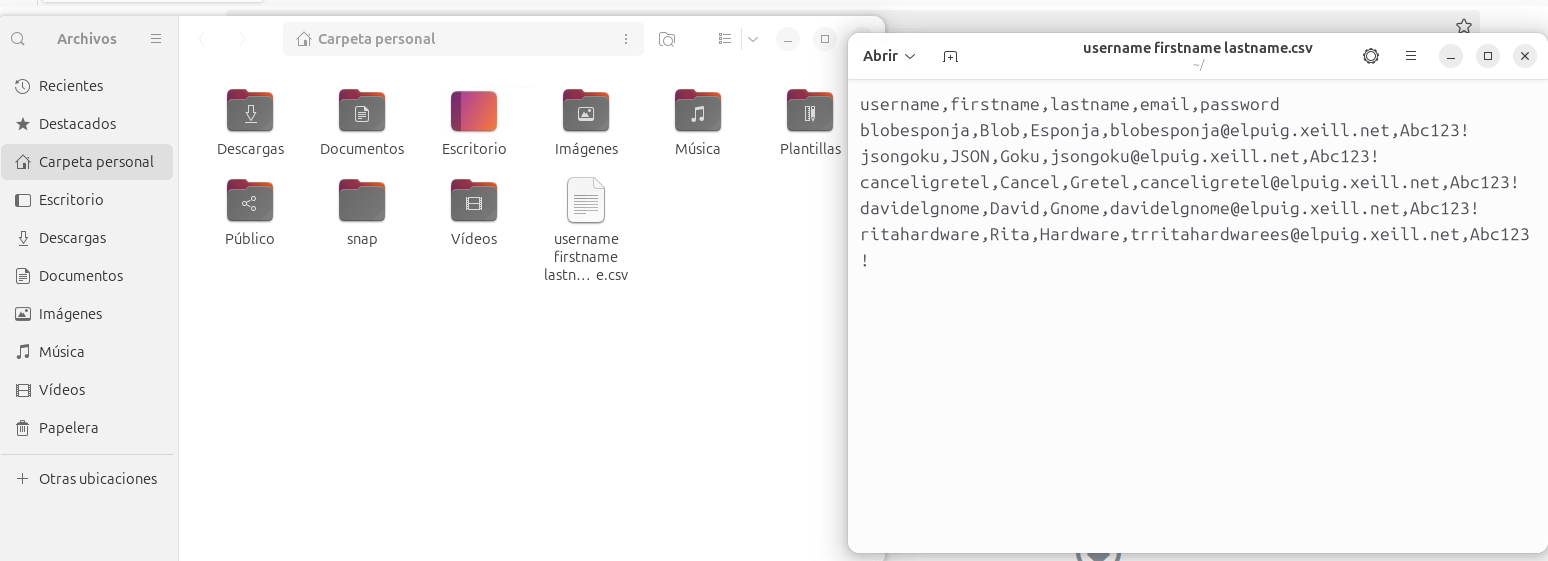 Archivos
Carpeta personal
Recientes
Destacados
Carpeta personal
Escritorio
Descargas
Documentos
Imágenes
Música
Vídeos
Papelera
Otras ubicaciones
Descargas
Documentos
Escritorio
Imágenes
Música
Plantillas
Público
snap
Vídeos
username
firstname
lastn... e.csv
Abrir
username firstname lastname.csv
~/
username,firstname,lastname,email,password
blobesponja,Blob,Esponja,blobesponja@elpuig.xeill.net,Abc123!
jsongoku,JSON,Goku,jsongoku@elpuig.xeill.net,Abc123!
canceligretel,Cancel,Gretel,canceligretel@elpuig.xeill.net,Abc123!
davidelgnome,David,Gnome,davidelgnome@elpuig.xeill.net,Abc123!
ritahardware,Rita,Hardware,trritahardwarees@elpuig.xeill.net,Abc123
!